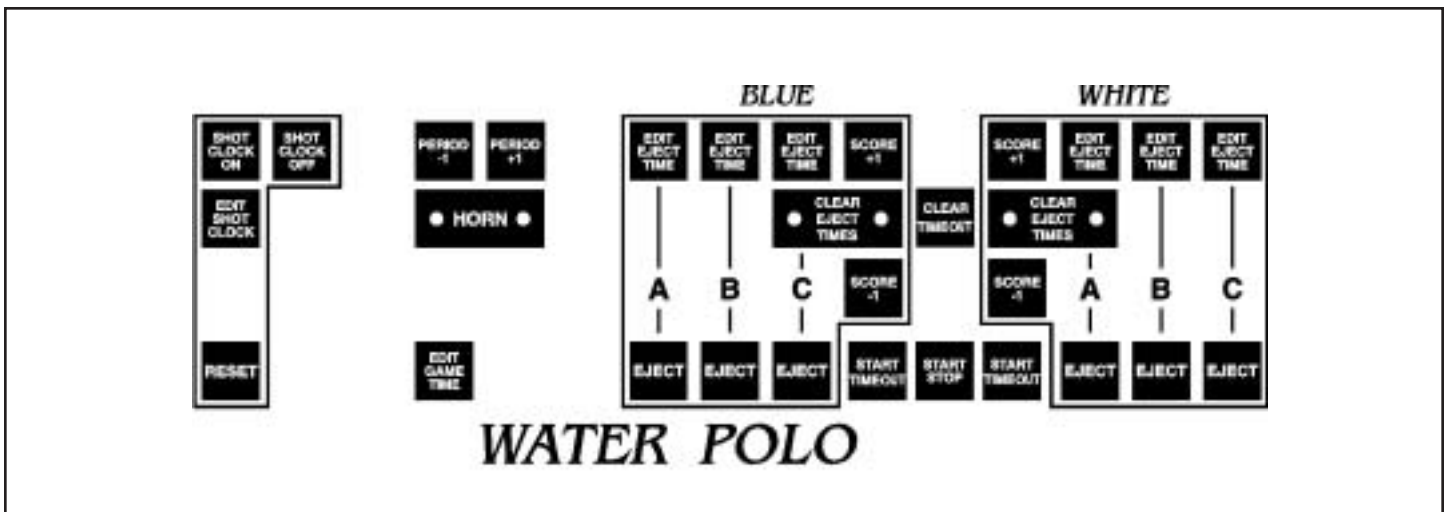 BLUE
WHITE
SHOT
CLOCK
ON
SHOT
CLOCK
OFF
PERIOD
-1
PERIOD
+1
EDIT
EJECT
TIME
EDIT
EJECT
TIME
EDIT
EJECT
TIME
SCORE
+1
SCORE
+1
EDIT
EJECT
TIME
EDIT
EJECT
TIME
EDIT
EJECT
TIME
EDIT
SHOT
CLOCK
HORN
CLEAR
EJECT
TIMES
CLEAR
TIMEOUT
CLEAR
EJECT
TIMES
A
B
C
SCORE
-1
SCORE
-1
A
B
C
RESET
EDIT
GAME
TIME
EJECT
EJECT
EJECT
START
TIMEOUT
START
STOP
START
TIMEOUT
EJECT
EJECT
EJECT
WATER POLO